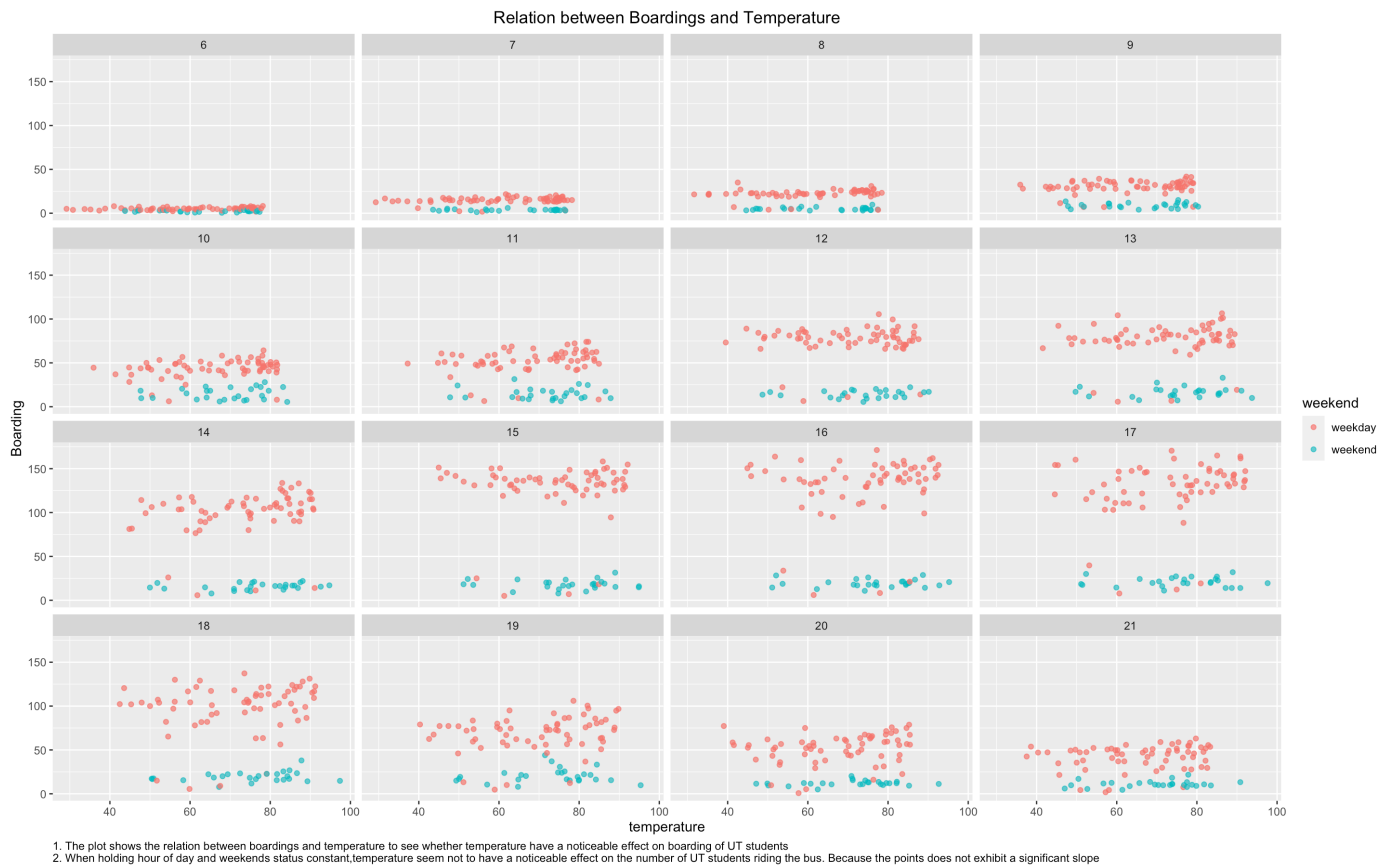 Relation between Boardings and Temperature
6 7 8 9
150
100
50
0
10 11 12 13
150
100
50
0
Boarding
14 15 16 17
150
100
50
0
18 19 20 21
150
100
50
0
40 60 80 100 40 60 80 100 40 60 80 100 40 60 80 100
temperature
weekend
weekday
weekend
1. The plot shows the relation between boardings and temperature to see whether temperature have a noticeable effect on boarding of UT students
2. When holding hour of day and weekends status constant,temperature seem not to have a noticeable effect on the number of UT students riding the bus. Because the points does not exhibit a significant slope